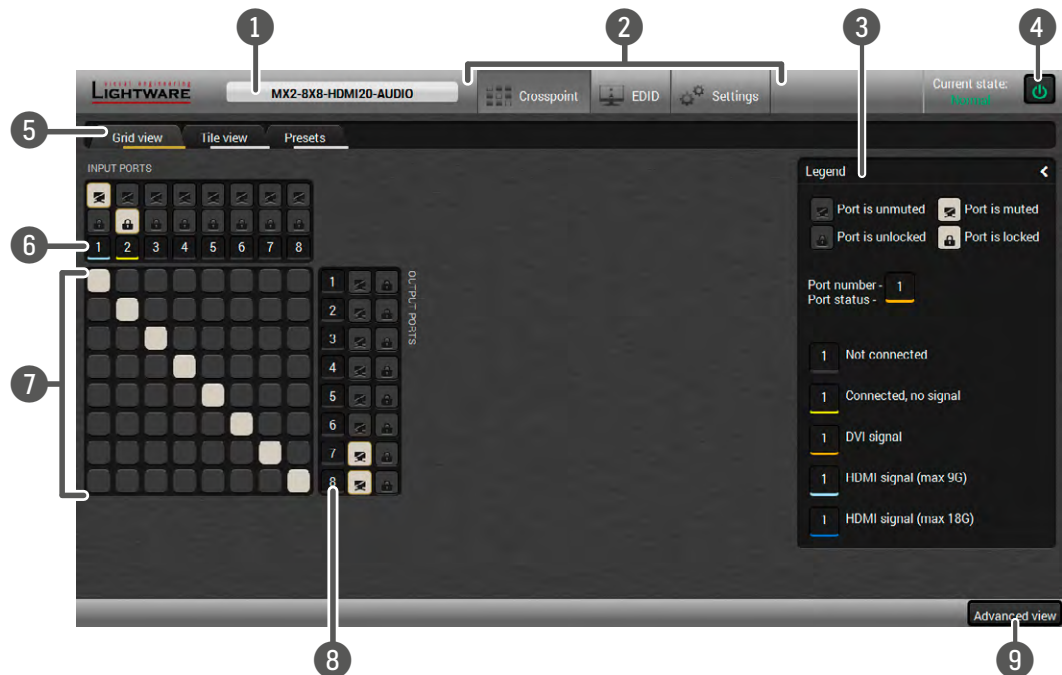 1 2 3 4
visual engineering
LIGHTWARE
MX2-8X8-HDMI20-AUDIO
Crosspoint
EDID
Settings
Current state:
Normal
5
Grid view Tile view Presets
INPUT PORTS
6
1 2 3 4 5 6 7 8
7
1
2
3
4
5
6
7
8
OUTPUT PORTS
Legend
Port is unmuted Port is muted
Port is unlocked Port is locked
Port number - 1
Port status -
1 Not connected
1 Connected, no signal
1 DVI signal
1 HDMI signal (max 9G)
1 HDMI signal (max 18G)
Advanced view
8 9